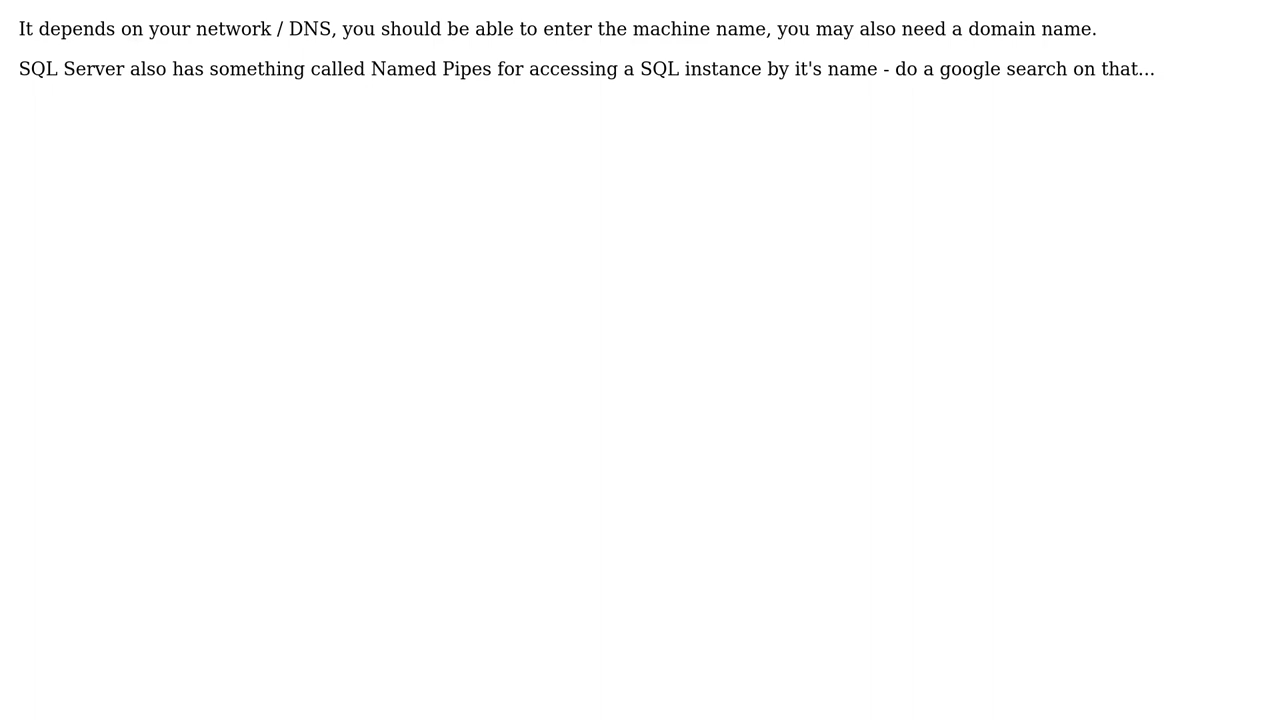 It depends on your network / DNS, you should be able to enter the machine name, you may also need a domain name.
SQL Server also has something called Named Pipes for accessing a SQL instance by it's name - do a google search on that...